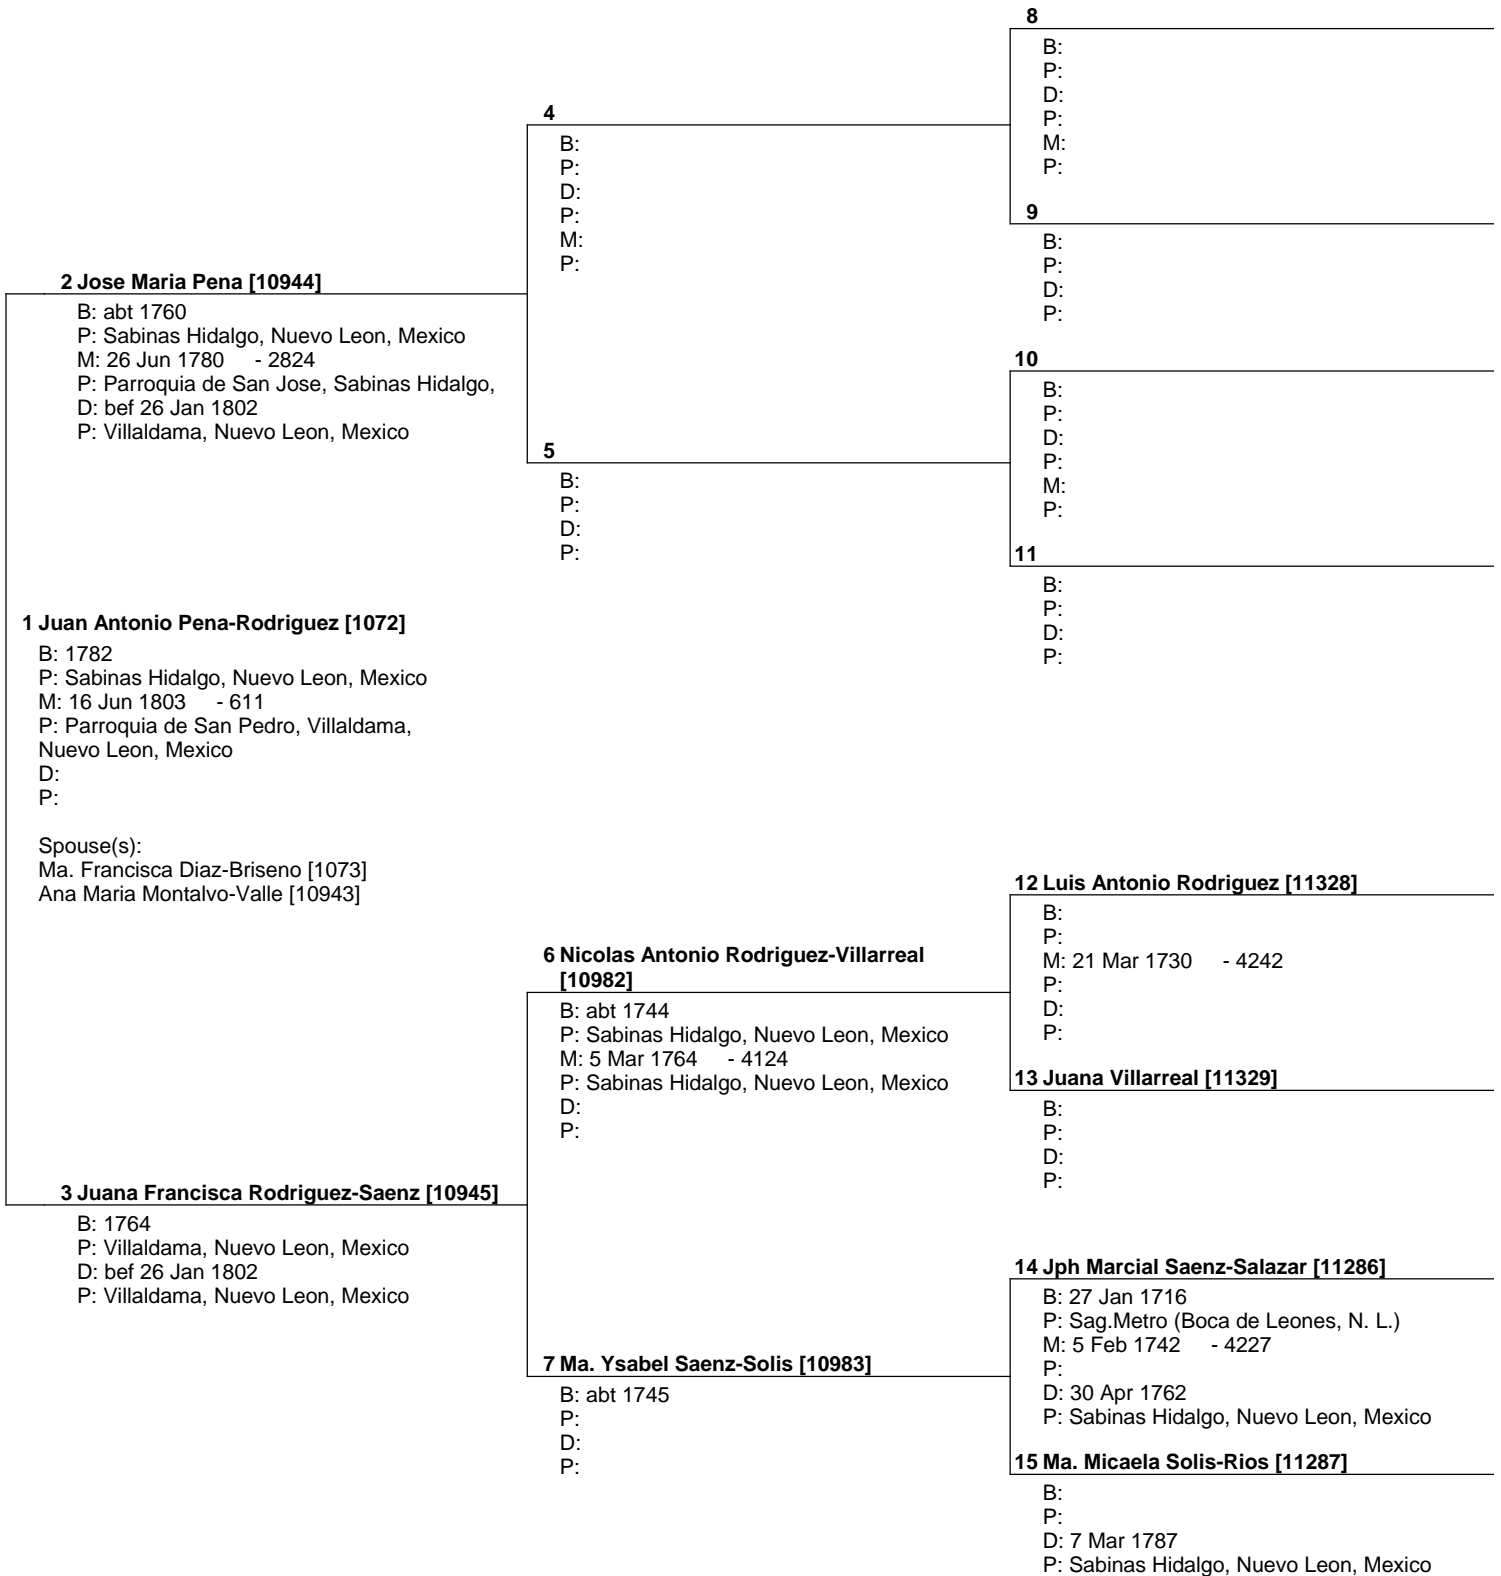 8
B:
P:
D:
P:
M:
P:
4
B:
P:
D:
P:
M:
P:
9
B:
P:
D:
P:
2 Jose Maria Pena [10944]
B: abt 1760
P: Sabinas Hidalgo, Nuevo Leon, Mexico
M: 26 Jun 1780 - 2824
P: Parroquia de San Jose, Sabinas Hidalgo,
D: bef 26 Jan 1802
P: Villaldama, Nuevo Leon, Mexico
10
B:
P:
D:
P:
M:
P:
5
B:
P:
D:
P:
11
B:
P:
D:
P:
1 Juan Antonio Pena-Rodriguez [1072]
B: 1782
P: Sabinas Hidalgo, Nuevo Leon, Mexico
M: 16 Jun 1803 - 611
P: Parroquia de San Pedro, Villaldama,
Nuevo Leon, Mexico
D:
P:
Spouse(s):
Ma. Francisca Diaz-Briseno [1073]
Ana Maria Montalvo-Valle [10943]
12 Luis Antonio Rodriguez [11328]
B:
P:
M: 21 Mar 1730 - 4242
P:
D:
P:
6 Nicolas Antonio Rodriguez-Villarreal
[10982]
B: abt 1744
P: Sabinas Hidalgo, Nuevo Leon, Mexico
M: 5 Mar 1764 - 4124
P: Sabinas Hidalgo, Nuevo Leon, Mexico
D:
P:
13 Juana Villarreal [11329]
B:
P:
D:
P:
3 Juana Francisca Rodriguez-Saenz [10945]
B: 1764
P: Villaldama, Nuevo Leon, Mexico
D: bef 26 Jan 1802
P: Villaldama, Nuevo Leon, Mexico
14 Jph Marcial Saenz-Salazar [11286]
B: 27 Jan 1716
P: Sag.Metro (Boca de Leones, N. L.)
M: 5 Feb 1742 - 4227
P:
D: 30 Apr 1762
P: Sabinas Hidalgo, Nuevo Leon, Mexico
7 Ma. Ysabel Saenz-Solis [10983]
B: abt 1745
P:
D:
P:
15 Ma. Micaela Solis-Rios [11287]
B:
P:
D: 7 Mar 1787
P: Sabinas Hidalgo, Nuevo Leon, Mexico